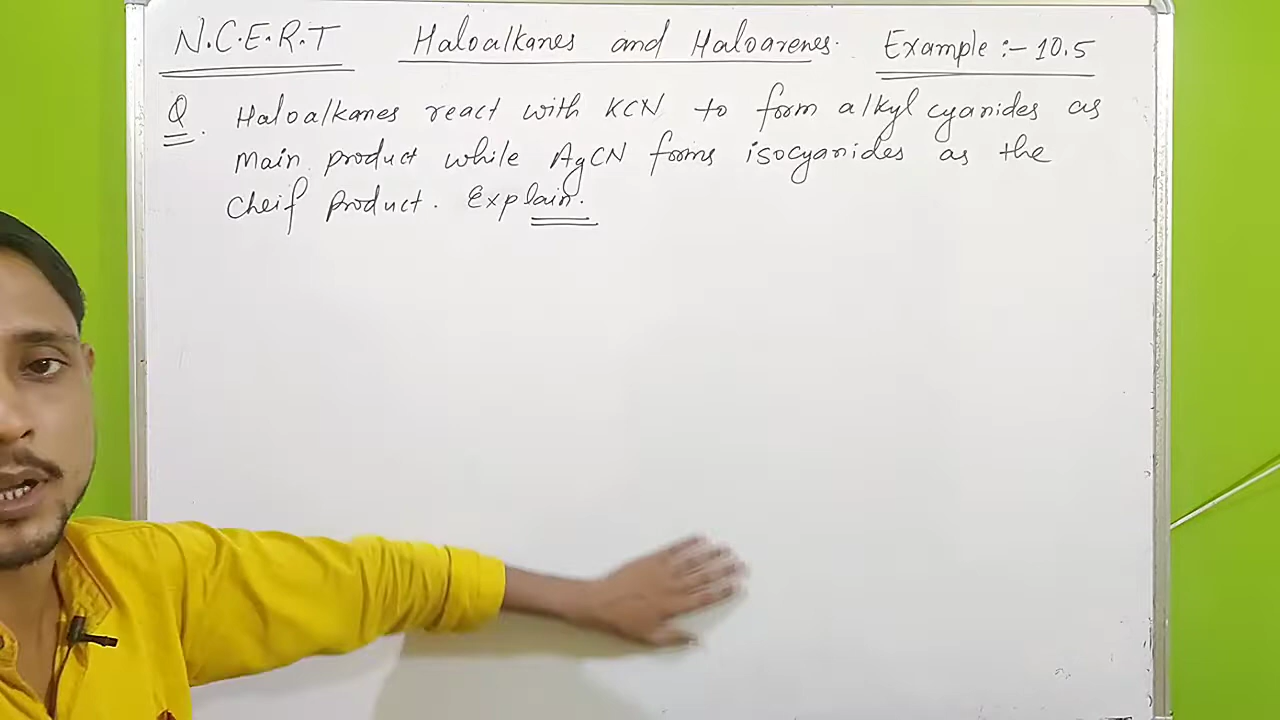 N.C.E.R.T Haloalkanes and Haloarenes. Example :- 10.5
Q. Haloalkanes react with KCN to form alkyl cyanides as
main product while AgCN forms isocyanides as the
Cheif product. Explain.